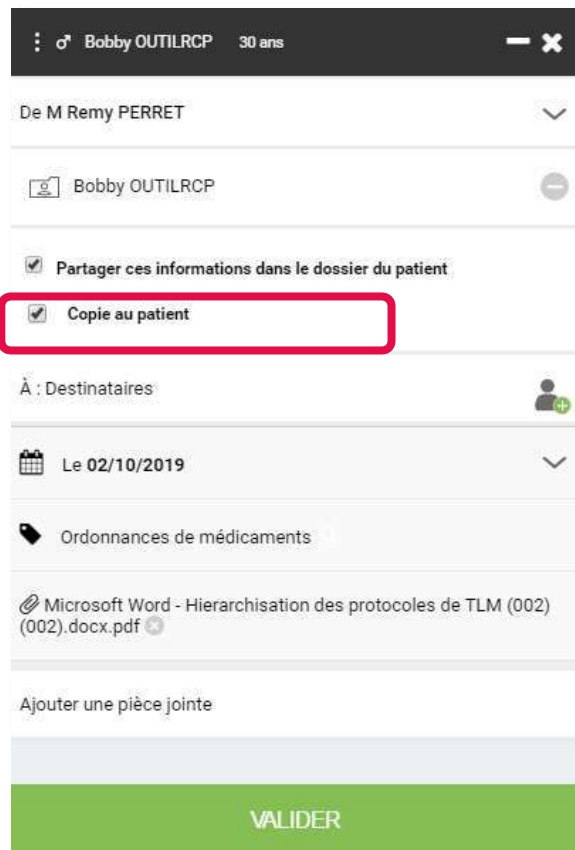 Bobby OUTILRCP 30 ans
De M Remy PERRET
Bobby OUTILRCP
Partager ces informations dans le dossier du patient
Copie au patient
À : Destinataires
Le 02/10/2019
Ordonnances de médicaments
Microsoft Word - Hierarchisation des protocoles de TLM (002)
(002).docx.pdf
Ajouter une pièce jointe
VALIDER